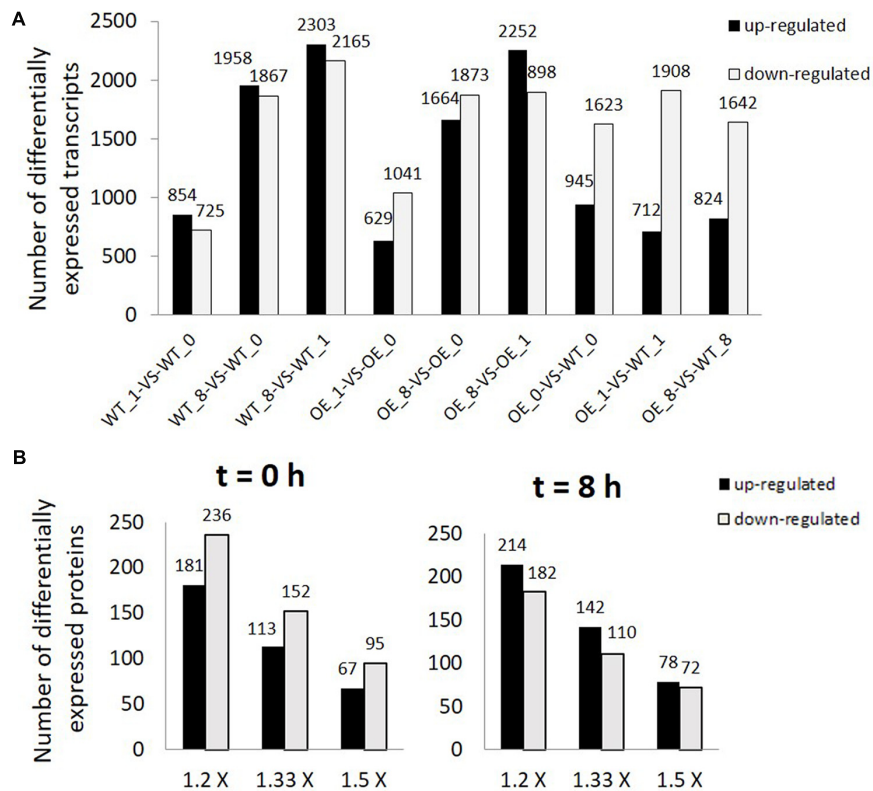 A
Number of differentially
expressed transcripts
2500
2000
1500
1000
500
0
854
725
1958
1867
2303
2165
629
1041
1664
1873
2252
898
945
1623
712
1908
824
1642
up-regulated
down-regulated
WT_1-VS-WT_0
WT_8-VS-WT_0
WT_8-VS-WT_1
OE_1-VS-OE_0
OE_8-VS-OE_0
OE_8-VS-OE_1
OE_0-VS-WT_0
OE_1-VS-WT_1
OE_8-VS-WT_8
B
Number of differentially
expressed proteins
t = 0 h
250
200
150
100
50
0
181
236
113
152
67
95
1.2 X
1.33 X
1.5 X
t = 8 h
250
200
150
100
50
0
214
182
142
110
78
72
1.2 X
1.33 X
1.5 X
up-regulated
down-regulated